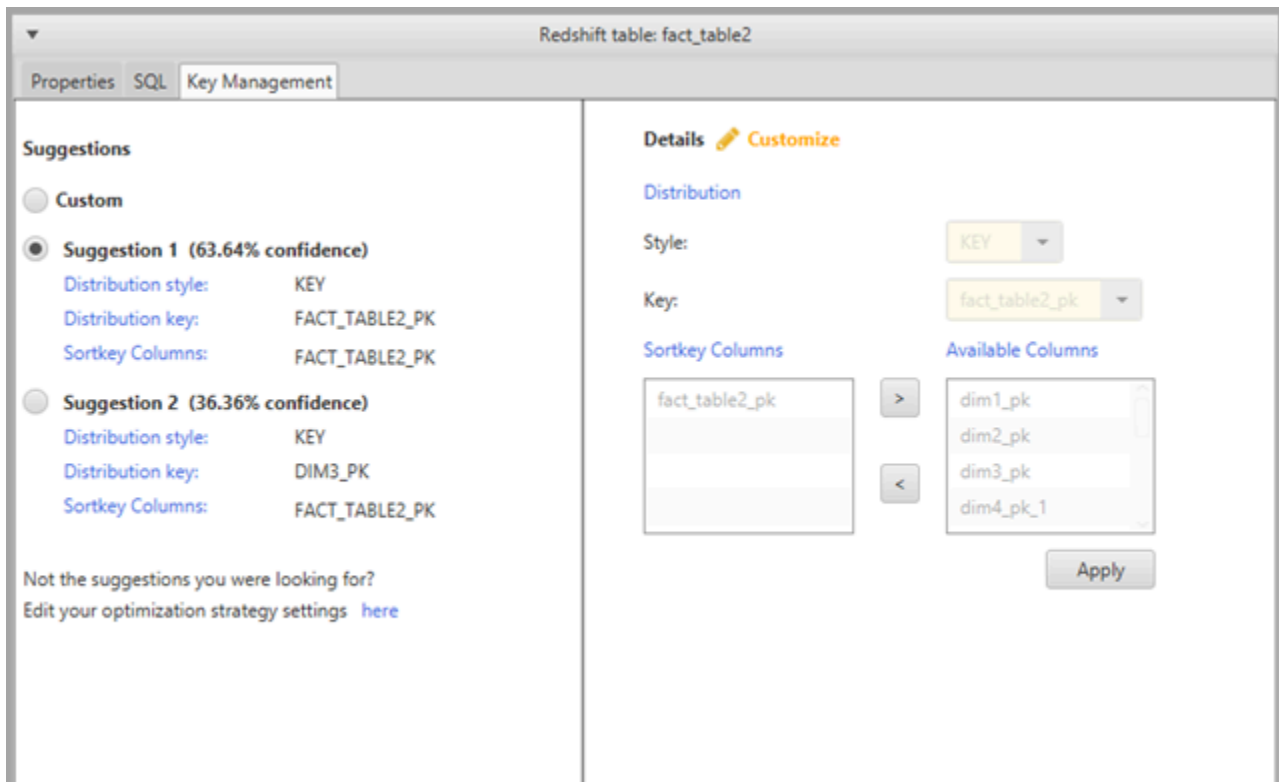 Redshift table: fact_table2
Properties SQL Key Management
Suggestions
Custom
Suggestion 1 (63.64% confidence)
Distribution style: KEY
Distribution key: FACT_TABLE2_PK
Sortkey Columns: FACT_TABLE2_PK
Suggestion 2 (36.36% confidence)
Distribution style: KEY
Distribution key: DIM3_PK
Sortkey Columns: FACT_TABLE2_PK
Not the suggestions you were looking for?
Edit your optimization strategy settings here
Details Customize
Distribution
Style: KEY
Key: fact_table2_pk
Sortkey Columns Available Columns
fact_table2_pk > dim1_pk
dim2_pk
dim3_pk
< dim4_pk_1
Apply